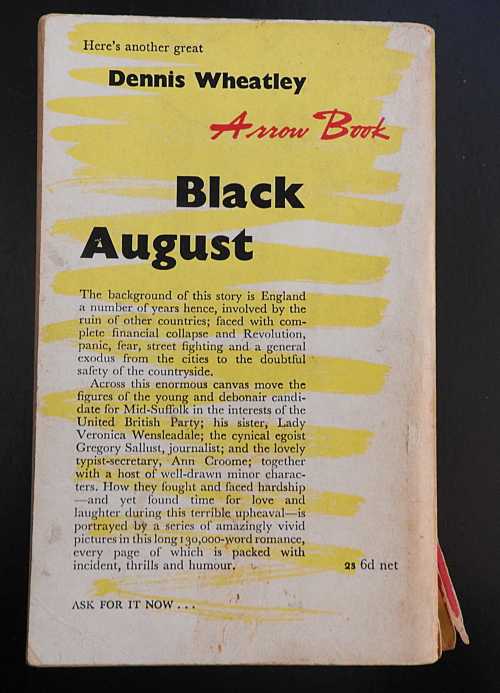 Here's another great
Dennis Wheatley
Arrow Book
Black
August
The background of this story is England
a number of years hence, involved by the
ruin of other countries; faced with com-
plete financial collapse and Revolution,
panic, fear, street fighting and a general
exodus from the cities to the doubtful
safety of the countryside.
Across this enormous canvas move the
figures of the young and debonair candi-
date for Mid-Suffolk in the interests of the
United British Party; his sister, Lady
Veronica Wensleadale; the cynical egoist
Gregory Sallust, journalist; and the lovely
typist-secretary, Ann Croome; together
with a host of well-drawn minor charac-
ters. How they fought and faced hardship
—and yet found time for love and
laughter during this terrible upheaval—is
portrayed by a series of amazingly vivid
pictures in this long 130,000-word romance,
every page of which is packed with
incident, thrills and humour.
2s 6d net
ASK FOR IT NOW . . .